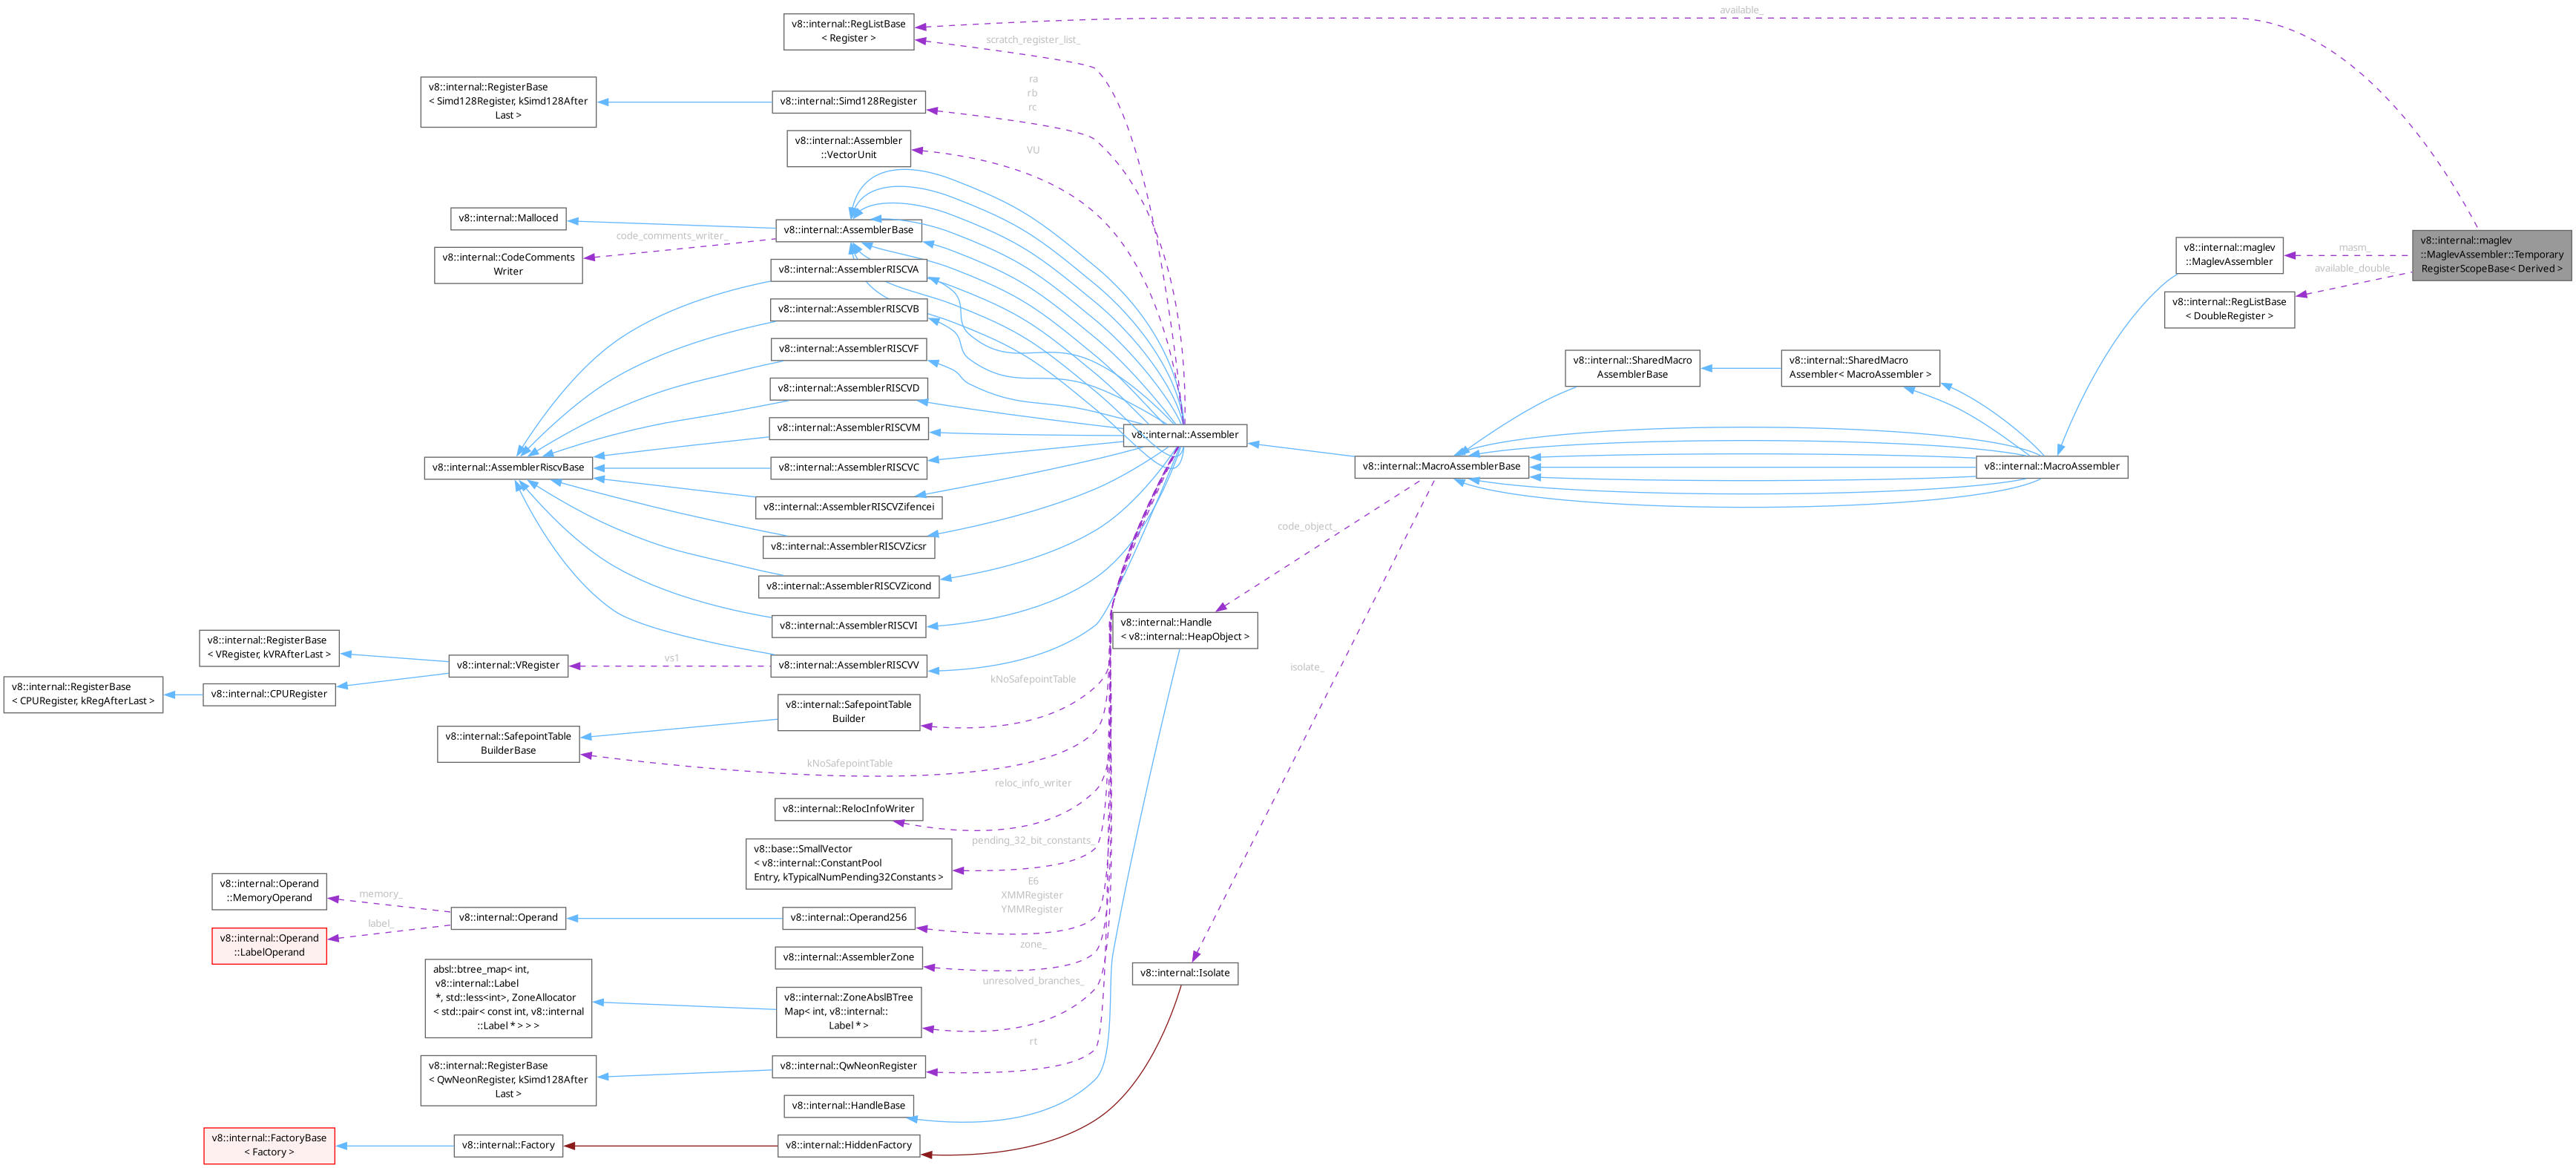 v8::internal::RegListBase
< Register >
available_
scratch_register_list_
v8::internal::RegisterBase
< Simd128Register, kSimd128After
Last >
v8::internal::Simd128Register
ra
rb
rc
v8::internal::Assembler
::VectorUnit
VU
v8::internal::Malloced
v8::internal::AssemblerBase
code_comments_writer_
v8::internal::CodeComments
Writer
v8::internal::maglev
::MaglevAssembler
masm_
v8::internal::maglev
::MaglevAssembler::Temporary
RegisterScopeBase< Derived >
available_double_
v8::internal::RegListBase
< DoubleRegister >
v8::internal::AssemblerRISCVA
v8::internal::AssemblerRISCVB
v8::internal::AssemblerRISCVF
v8::internal::AssemblerRISCVD
v8::internal::AssemblerRISCVM
v8::internal::AssemblerRiscvBase
v8::internal::AssemblerRISCVC
v8::internal::AssemblerRISCVZifencei
v8::internal::AssemblerRISCVZicsr
v8::internal::AssemblerRISCVZicond
v8::internal::AssemblerRISCVI
v8::internal::AssemblerRISCVV
v8::internal::Assembler
v8::internal::SharedMacro
AssemblerBase
v8::internal::SharedMacro
Assembler< MacroAssembler >
v8::internal::MacroAssemblerBase
v8::internal::MacroAssembler
code_object_
v8::internal::Handle
< v8::internal::HeapObject >
isolate_
v8::internal::RegisterBase
< VRegister, kVRAfterLast >
v8::internal::VRegister
vs1
v8::internal::RegisterBase
< CPURegister, kRegAfterLast >
v8::internal::CPURegister
kNoSafepointTable
v8::internal::SafepointTable
Builder
v8::internal::SafepointTable
BuilderBase
kNoSafepointTable
reloc_info_writer
v8::internal::RelocInfoWriter
pending_32_bit_constants_
v8::base::SmallVector
< v8::internal::ConstantPool
Entry, kTypicalNumPending32Constants >
v8::internal::Operand
::MemoryOperand
memory_
v8::internal::Operand
label_
v8::internal::Operand
::LabelOperand
v8::internal::Operand256
E6
XMMRegister
YMMRegister
v8::internal::AssemblerZone
zone_
absl::btree_map< int,
v8::internal::Label
*, std::less<int>, ZoneAllocator
< std::pair< const int, v8::internal
::Label * > > >
v8::internal::ZoneAbslBTree
Map< int, v8::internal::
Label * >
unresolved_branches_
v8::internal::Isolate
v8::internal::RegisterBase
< QwNeonRegister, kSimd128After
Last >
v8::internal::QwNeonRegister
rt
v8::internal::HandleBase
v8::internal::FactoryBase
< Factory >
v8::internal::Factory
v8::internal::HiddenFactory